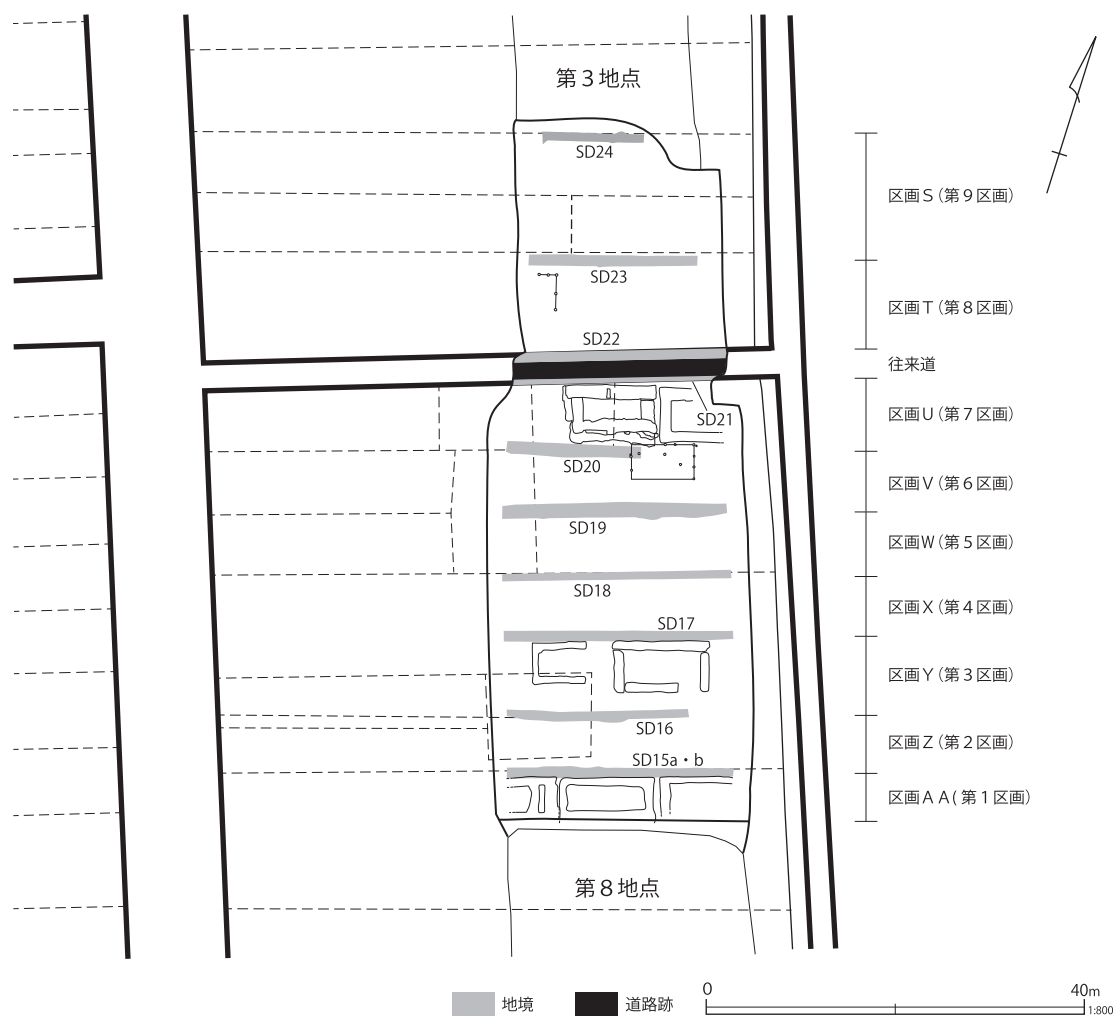 第3地点
SD24
区画S(第9区画)
SD23
区画T(第8区画)
SD22
往来道
SD21
区画U(第7区画)
SD20
区画V(第6区画)
SD19
区画W(第5区画)
SD18
区画X(第4区画)
SD17
区画Y(第3区画)
SD16
区画Z(第2区画)
SD15a・b
区画AA(第1区画)
第8地点
地境
道路跡
0
40m
1:800